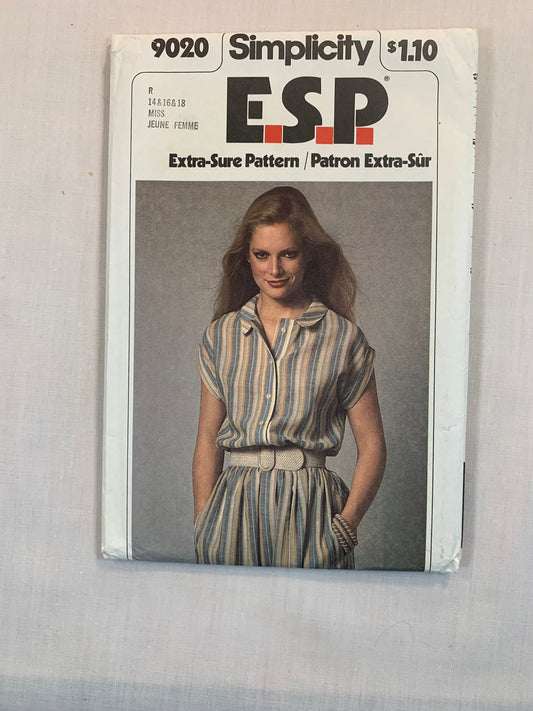 9020 Simplicity $1.10
R
14&16&18
MISS
JEUNE FEMME
E.S.P.®
Extra-Sure Pattern / Patron Extra-Sûr